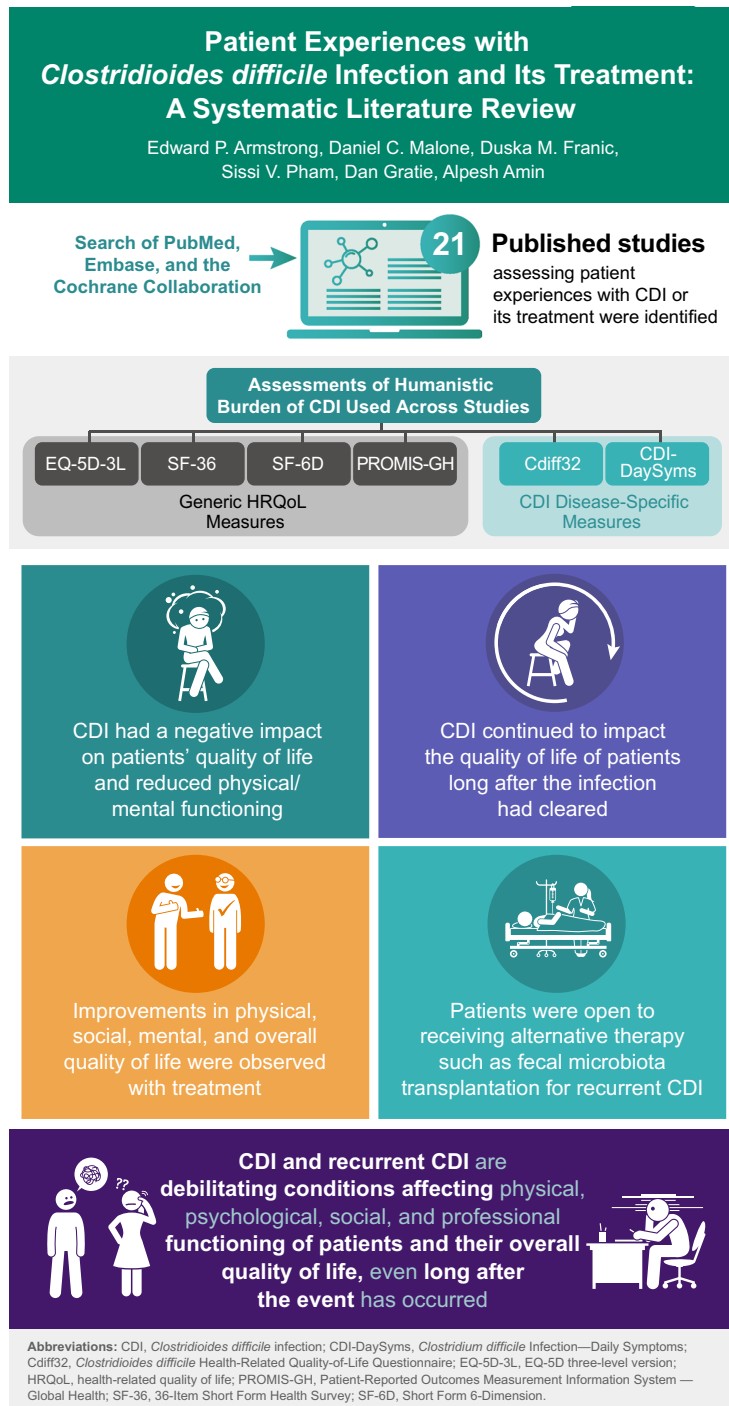 Patient Experiences with
Clostridioides difficile Infection and Its Treatment:
A Systematic Literature Review
Edward P. Armstrong, Daniel C. Malone, Duska M. Franic,
Sissi V. Pham, Dan Gratie, Alpesh Amin
Search of PubMed,
Embase, and the
Cochrane Collaboration
21
Published studies
assessing patient
experiences with CDI or
its treatment were identified
Assessments of Humanistic
Burden of CDI Used Across Studies
EQ-5D-3L
SF-36
SF-6D
PROMIS-GH
Generic HRQoL
Measures
Cdiff32
CDI-
DaySyms
CDI Disease-Specific
Measures
CDI had a negative impact
on patients’ quality of life
and reduced physical/
mental functioning
CDI continued to impact
the quality of life of patients
long after the infection
had cleared
Improvements in physical,
social, mental, and overall
quality of life were observed
with treatment
Patients were open to
receiving alternative therapy
such as fecal microbiota
transplantation for recurrent CDI
??
CDI and recurrent CDI are
debilitating conditions affecting physical,
psychological, social, and professional
functioning of patients and their overall
quality of life, even long after
the event has occurred
Abbreviations: CDI, Clostridioides difficile infection; CDI-DaySyms, Clostridium difficile Infection—Daily Symptoms;
Cdiff32, Clostridioides difficile Health-Related Quality-of-Life Questionnaire; EQ-5D-3L, EQ-5D three-level version;
HRQoL, health-related quality of life; PROMIS-GH, Patient-Reported Outcomes Measurement Information System —
Global Health; SF-36, 36-Item Short Form Health Survey; SF-6D, Short Form 6-Dimension.